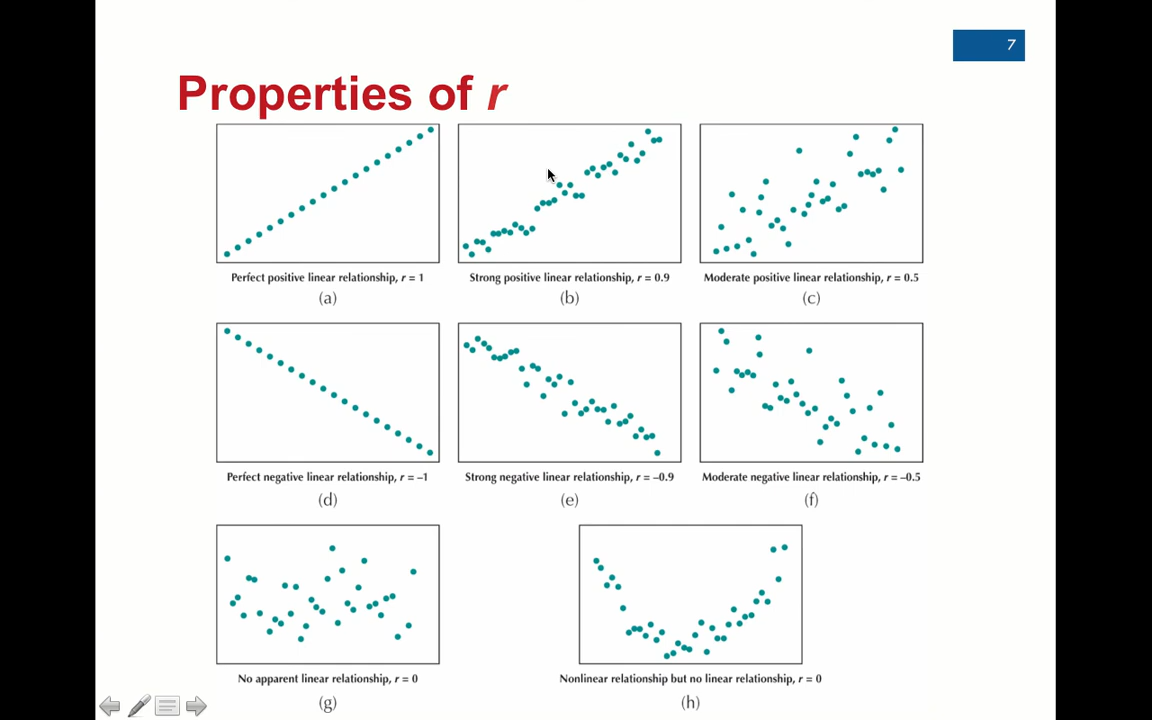 7
Properties of r
Perfect positive linear relationship, r = 1
Strong positive linear relationship, r = 0.9
Moderate positive linear relationship, r = 0.5
(a)
(b)
(c)
Perfect negative linear relationship, r = –1
Strong negative linear relationship, r = –0.9
Moderate negative linear relationship, r = –0.5
(d)
(e)
(f)
No apparent linear relationship, r = 0
Nonlinear relationship but no linear relationship, r = 0
(g)
(h)